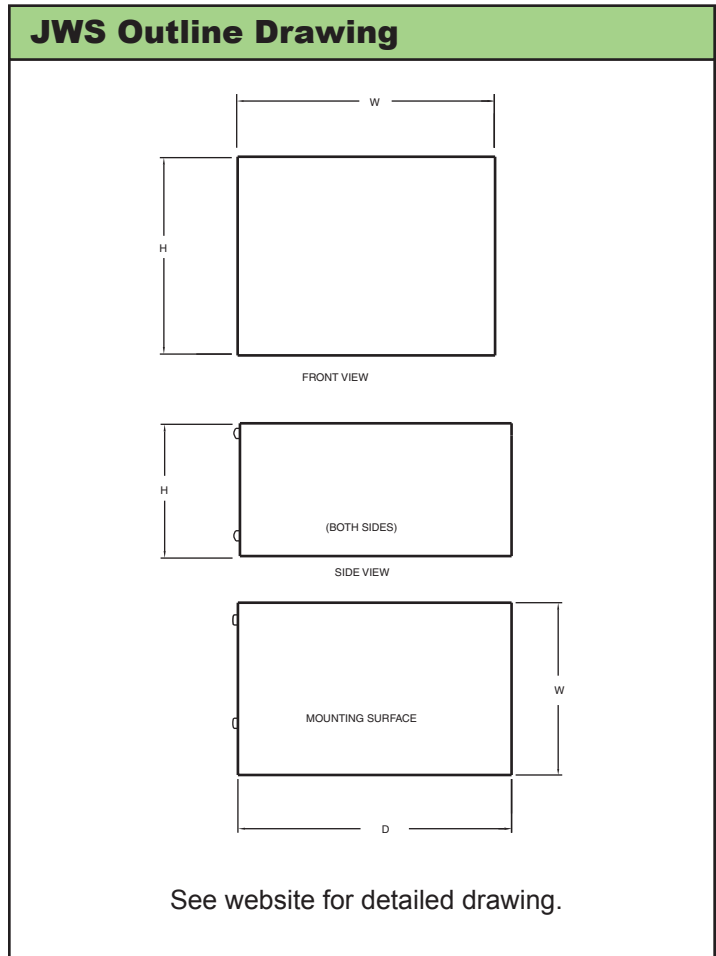 JWS Outline Drawing
W
H
FRONT VIEW
H
(BOTH SIDES)
SIDE VIEW
W
MOUNTING SURFACE
D
See website for detailed drawing.